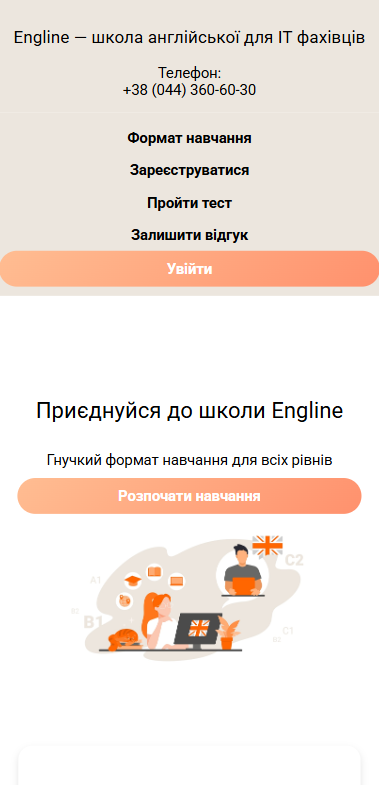 Engline — школа англійської для IT фахівців
Телефон:
+38 (044) 360-60-30
Формат навчання
Зареєструватися
Пройти тест
Залишити відгук
Увійти
Приєднуйся до школи Engline
Гнучкий формат навчання для всіх рівнів
Розпочати навчання
C2
A1
B1
C1